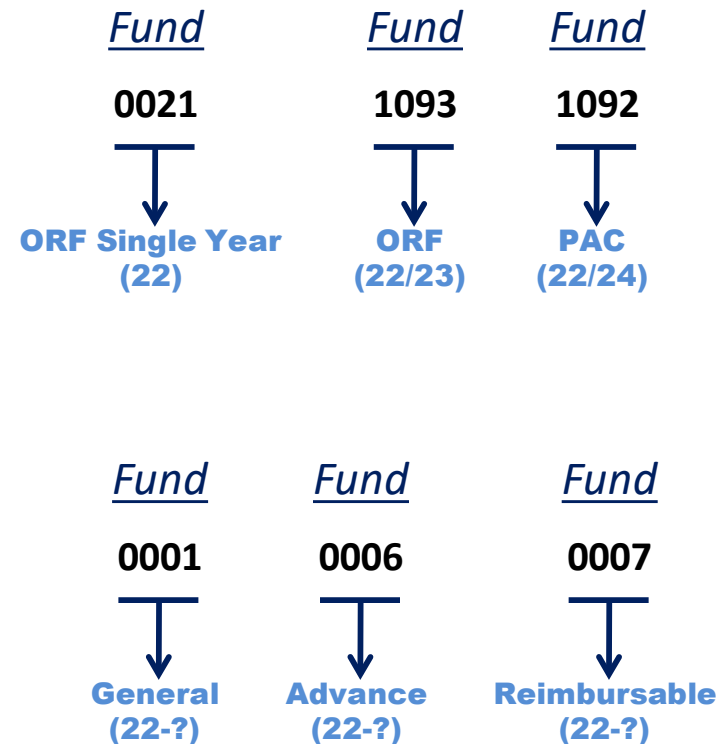 Fund Fund Fund
0021 1093 1092
ORF Single Year ORF PAC
(22) (22/23) (22/24)
Fund Fund Fund
0001 0006 0007
General Advance Reimbursable
(22-?) (22-?) (22-?)